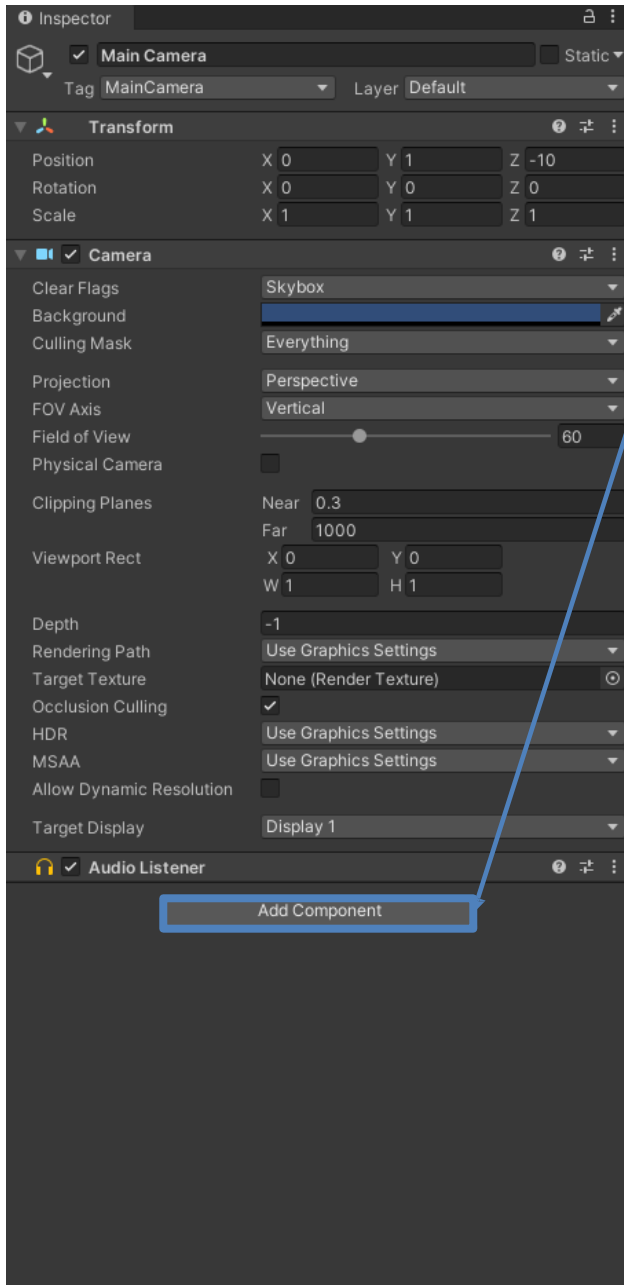 Inspector
Main Camera Static
Tag MainCamera Layer Default
Transform
Position X 0 Y 1 Z -10
Rotation X 0 Y 0 Z 0
Scale X 1 Y 1 Z 1
Camera
Clear Flags Skybox
Background
Culling Mask Everything
Projection Perspective
FOV Axis Vertical
Field of View 60
Physical Camera
Clipping Planes Near 0.3
Far 1000
Viewport Rect X 0 Y 0
W 1 H 1
Depth -1
Rendering Path Use Graphics Settings
Target Texture None (Render Texture)
Occlusion Culling
HDR Use Graphics Settings
MSAA Use Graphics Settings
Allow Dynamic Resolution
Target Display Display 1
Audio Listener
Add Component